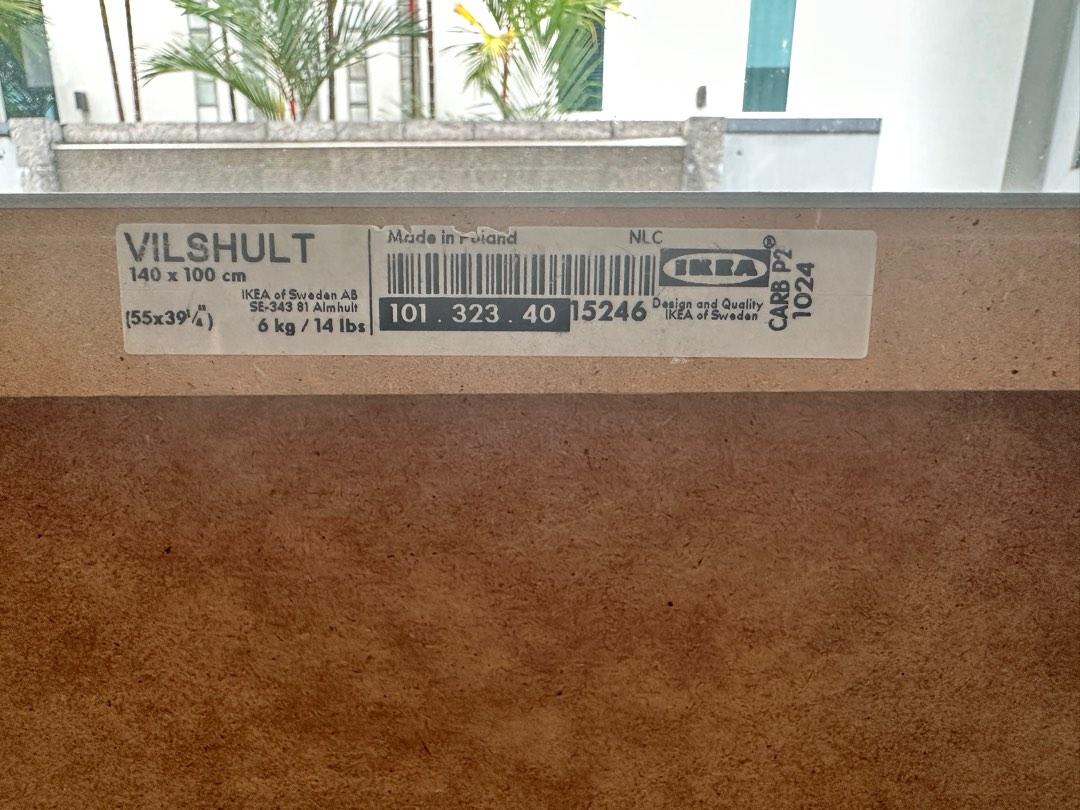 VILSHULT
140 x 100 cm
IKEA of Sweden AB
SE-343 81 Älmhult
(55x39¼")
6 kg / 14 lbs
Made in Poland
NLC
101 . 323 . 40
15246
IKEA®
Design and Quality
IKEA of Sweden
CARB P2
1024